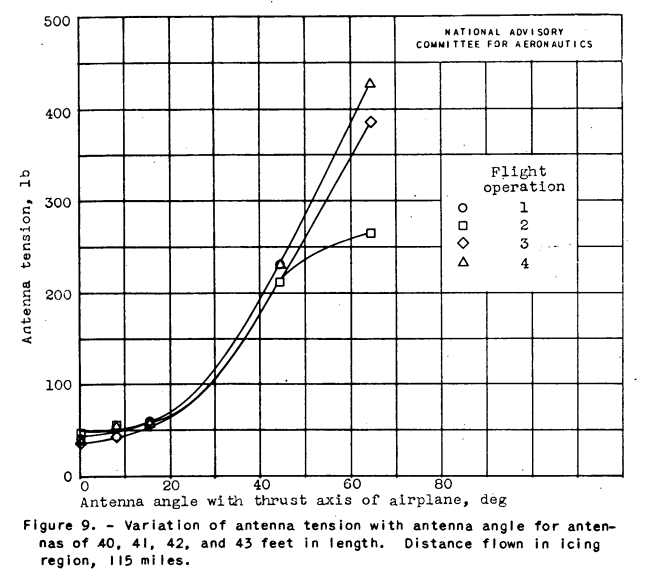 500
NATIONAL ADVISORY
COMMITTEE FOR AERONAUTICS
400
Flight
operation
1
2
3
4
300
200
100
0
Antenna tension, lb
0 20 40 60 80
Antenna angle with thrust axis of airplane, deg
Figure 9. - Variation of antenna tension with antenna angle for anten-
nas of 40, 41, 42, and 43 feet in length. Distance flown in icing
region, 115 miles.